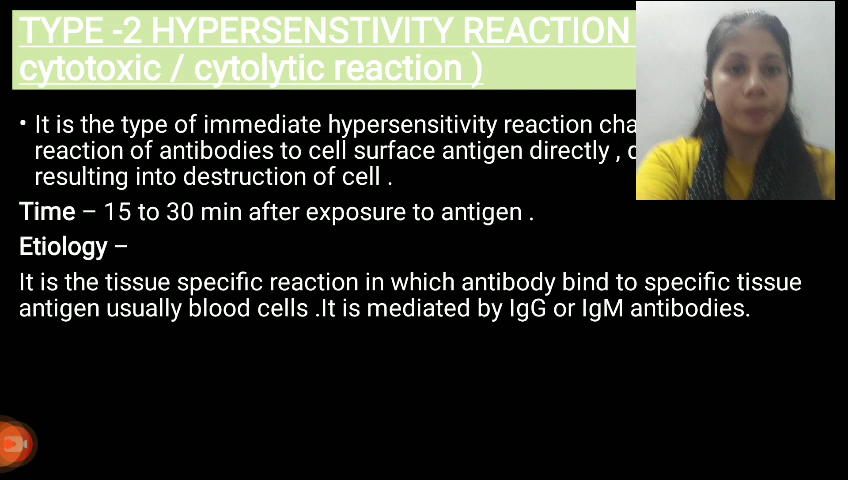 TYPE -2 HYPERSENSTIVITY REACTION
cytotoxic / cytolytic reaction )
• It is the type of immediate hypersensitivity reaction
reaction of antibodies to cell surface antigen directly ,
resulting into destruction of cell .
Time – 15 to 30 min after exposure to antigen .
Etiology –
It is the tissue specific reaction in which antibody bind to specific tissue
antigen usually blood cells .It is mediated by IgG or IgM antibodies.